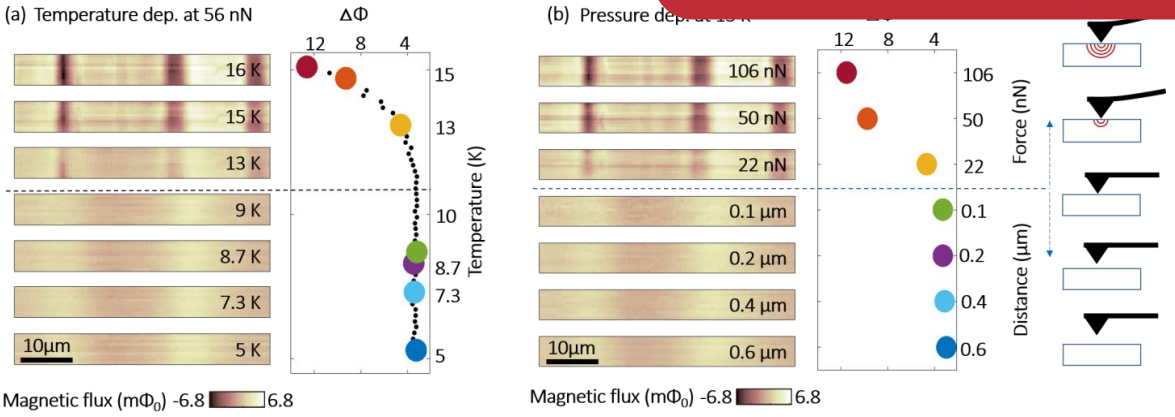 (a) Temperature dep. at 56 nN
ΔΦ
12 8 4
16 K
15 K
13 K
9 K
8.7 K
7.3 K
5 K
10μm
15
13
10
8.7
7.3
5
Temperature (K)
Magnetic flux (mΦ₀) -6.8 6.8
(b) Pressure dep. at
12 8 4
106 nN
50 nN
22 nN
0.1 μm
0.2 μm
0.4 μm
0.6 μm
10μm
106
50
22
0.1
0.2
0.4
0.6
Force (nN)
Distance (μm)
Magnetic flux (mΦ₀) -6.8 6.8